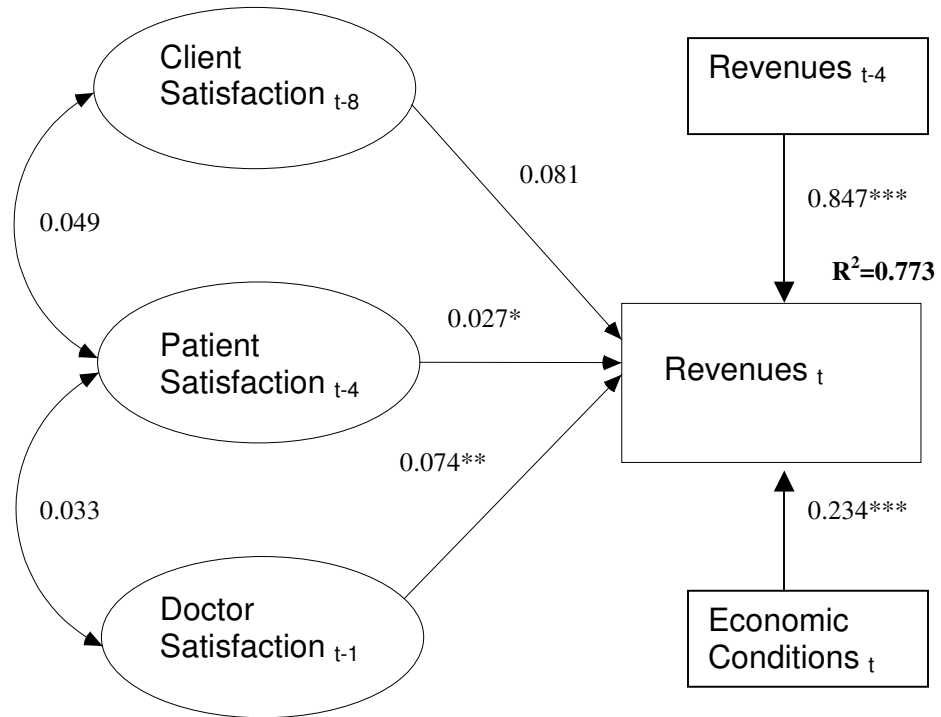 Client
Satisfaction t-8
Revenues t-4
0.081
0.847***
0.049
R²=0.773
0.027*
Patient
Satisfaction t-4
Revenues t
0.074**
0.033
0.234***
Doctor
Satisfaction t-1
Economic
Conditions t